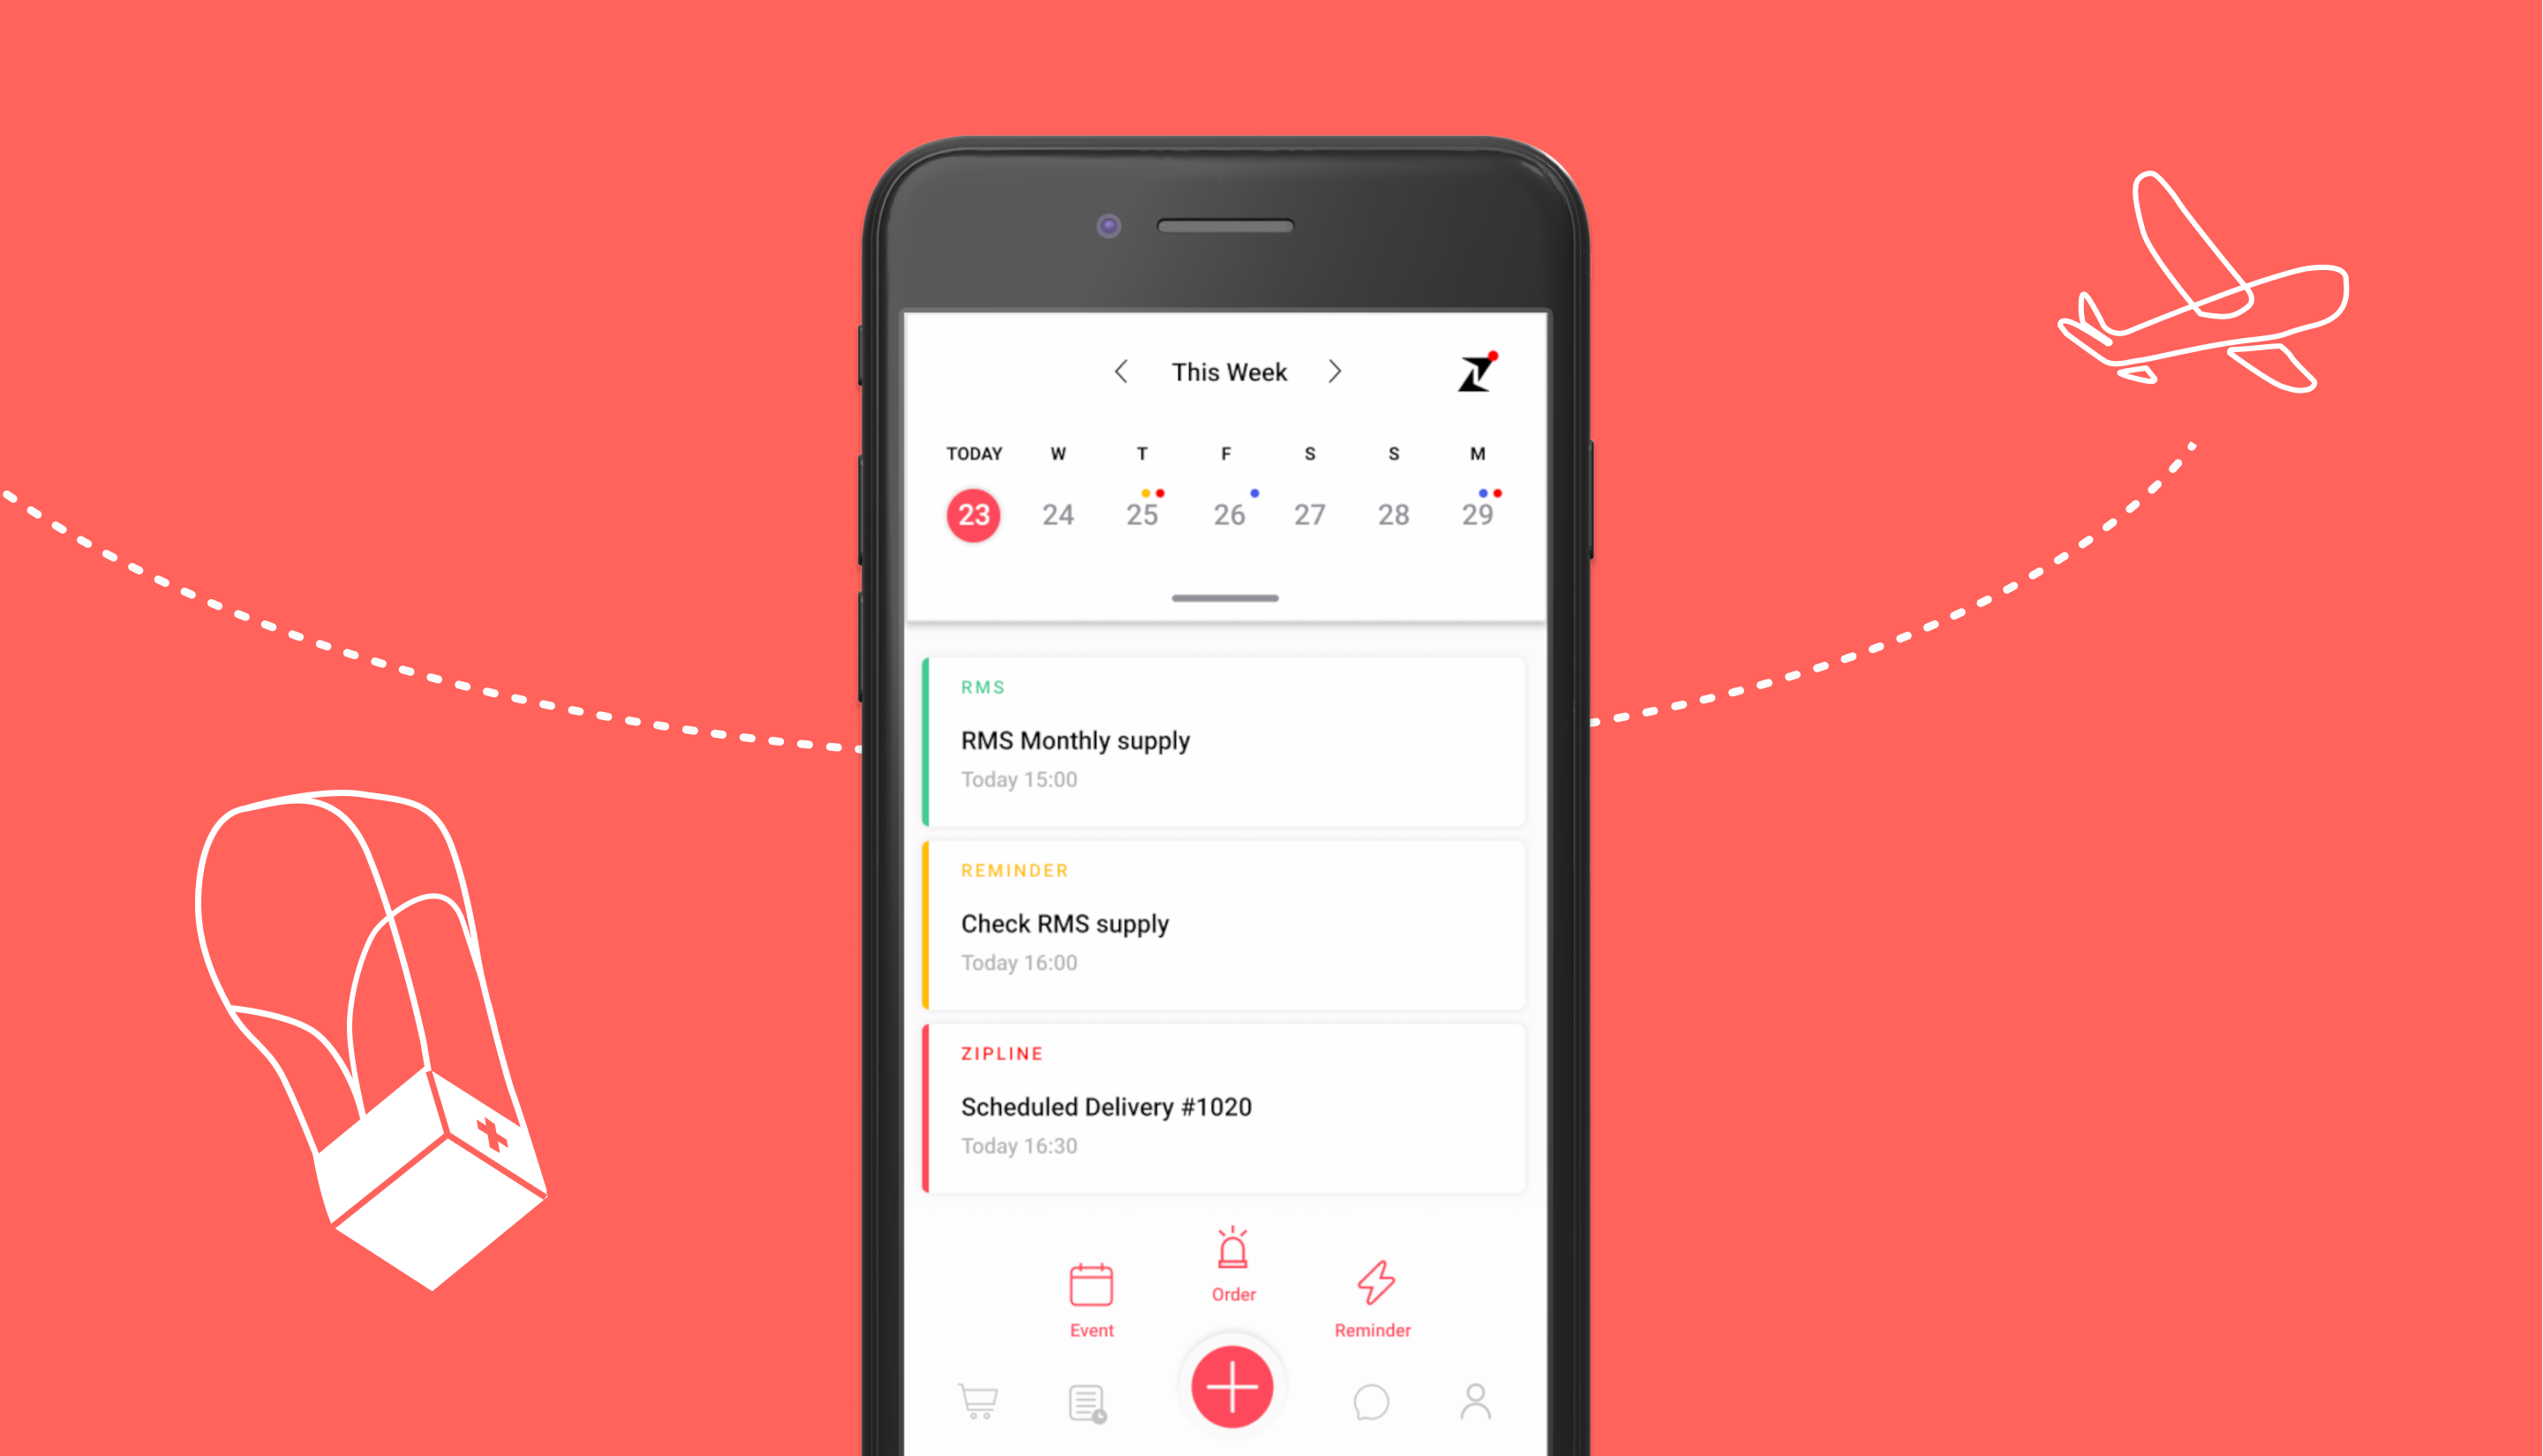 This Week
TODAY W T F S S M
23 24 25 26 27 28 29
RMS
RMS Monthly supply
Today 15:00
REMINDER
Check RMS supply
Today 16:00
ZIPLINE
Scheduled Delivery #1020
Today 16:30
Order
Event
Reminder